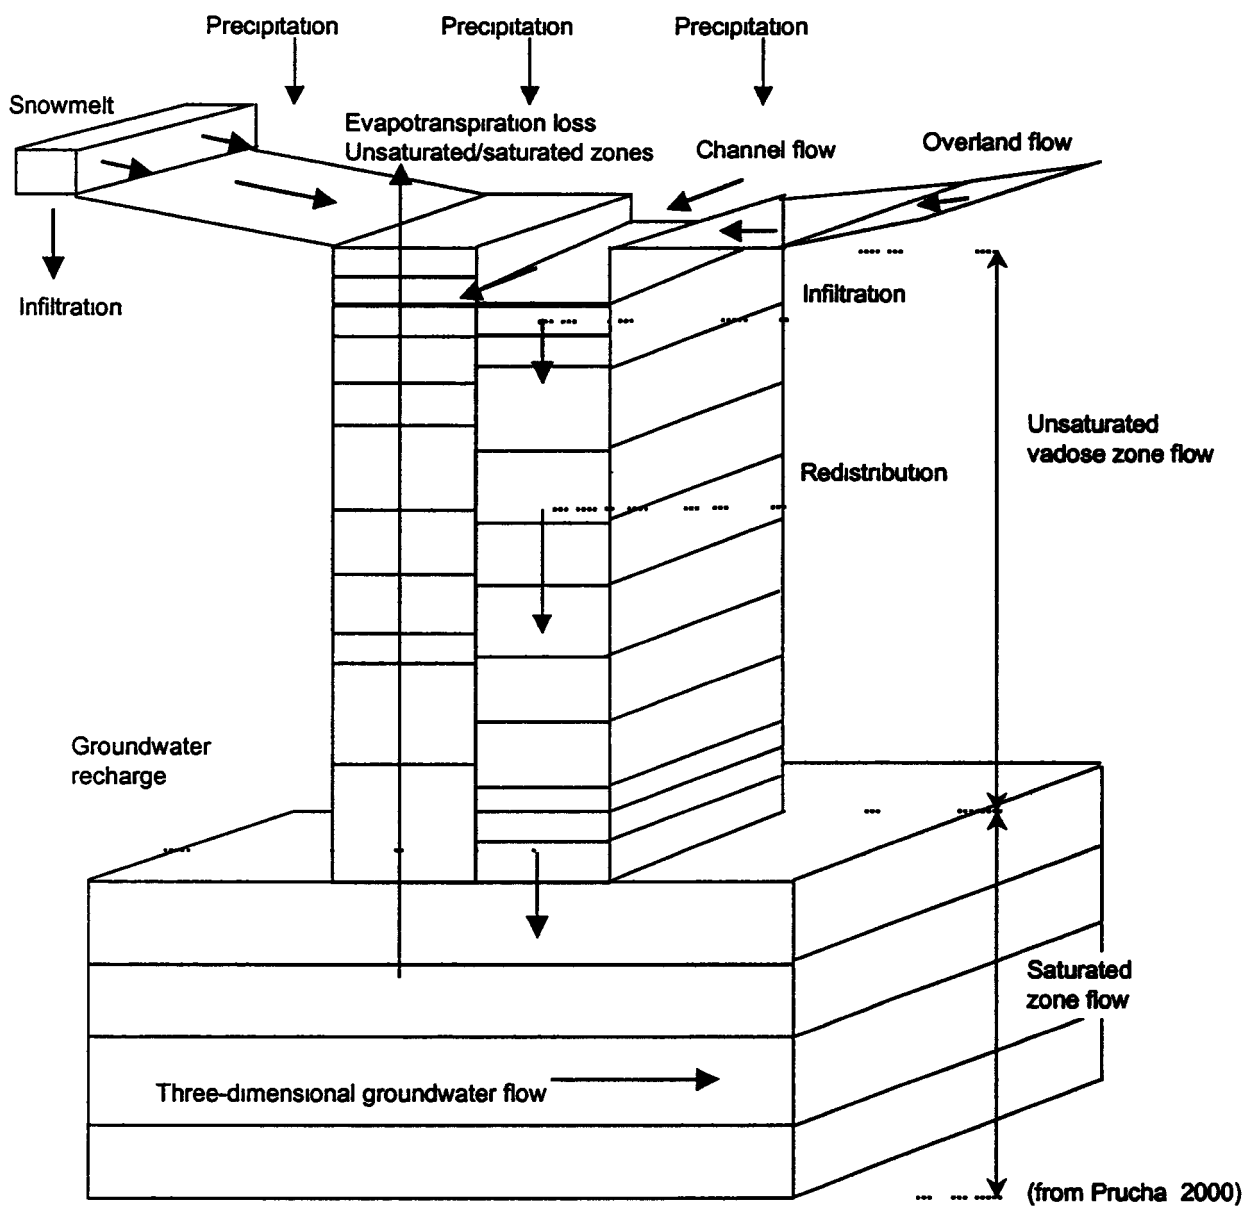 Precipitation
Precipitation
Precipitation
Snowmelt
Evapotranspiration loss
Unsaturated/saturated zones
Channel flow
Overland flow
Infiltration
Infiltration
Unsaturated
vadose zone flow
Redistribution
Groundwater
recharge
Saturated
zone flow
Three-dimensional groundwater flow
(from Prucha 2000)